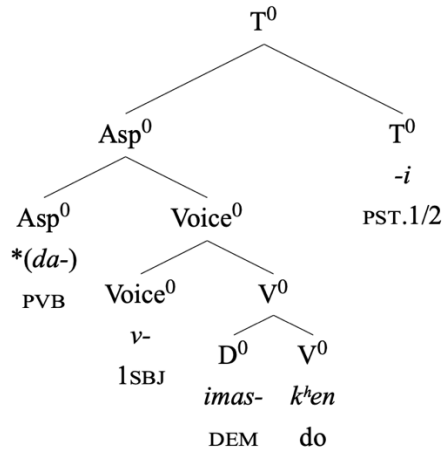 T⁰
Asp⁰ T⁰
-i
Asp⁰ Voice⁰ PST.1/2
*(da-)
PVB Voice⁰ V⁰
v-
1SBJ D⁰ V⁰
imas- kʰen
DEM do